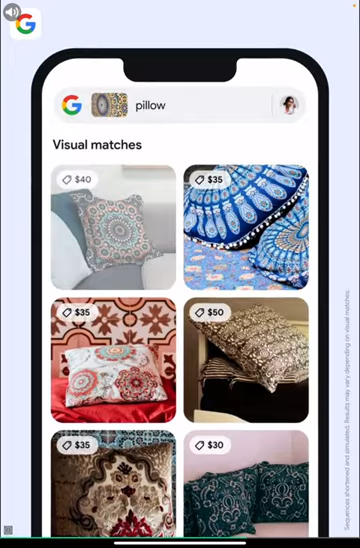 pillow
Visual matches
$40
$35
$35
$50
$35
$30
Sequences shortened and simulated. Results may vary depending on visual matches.